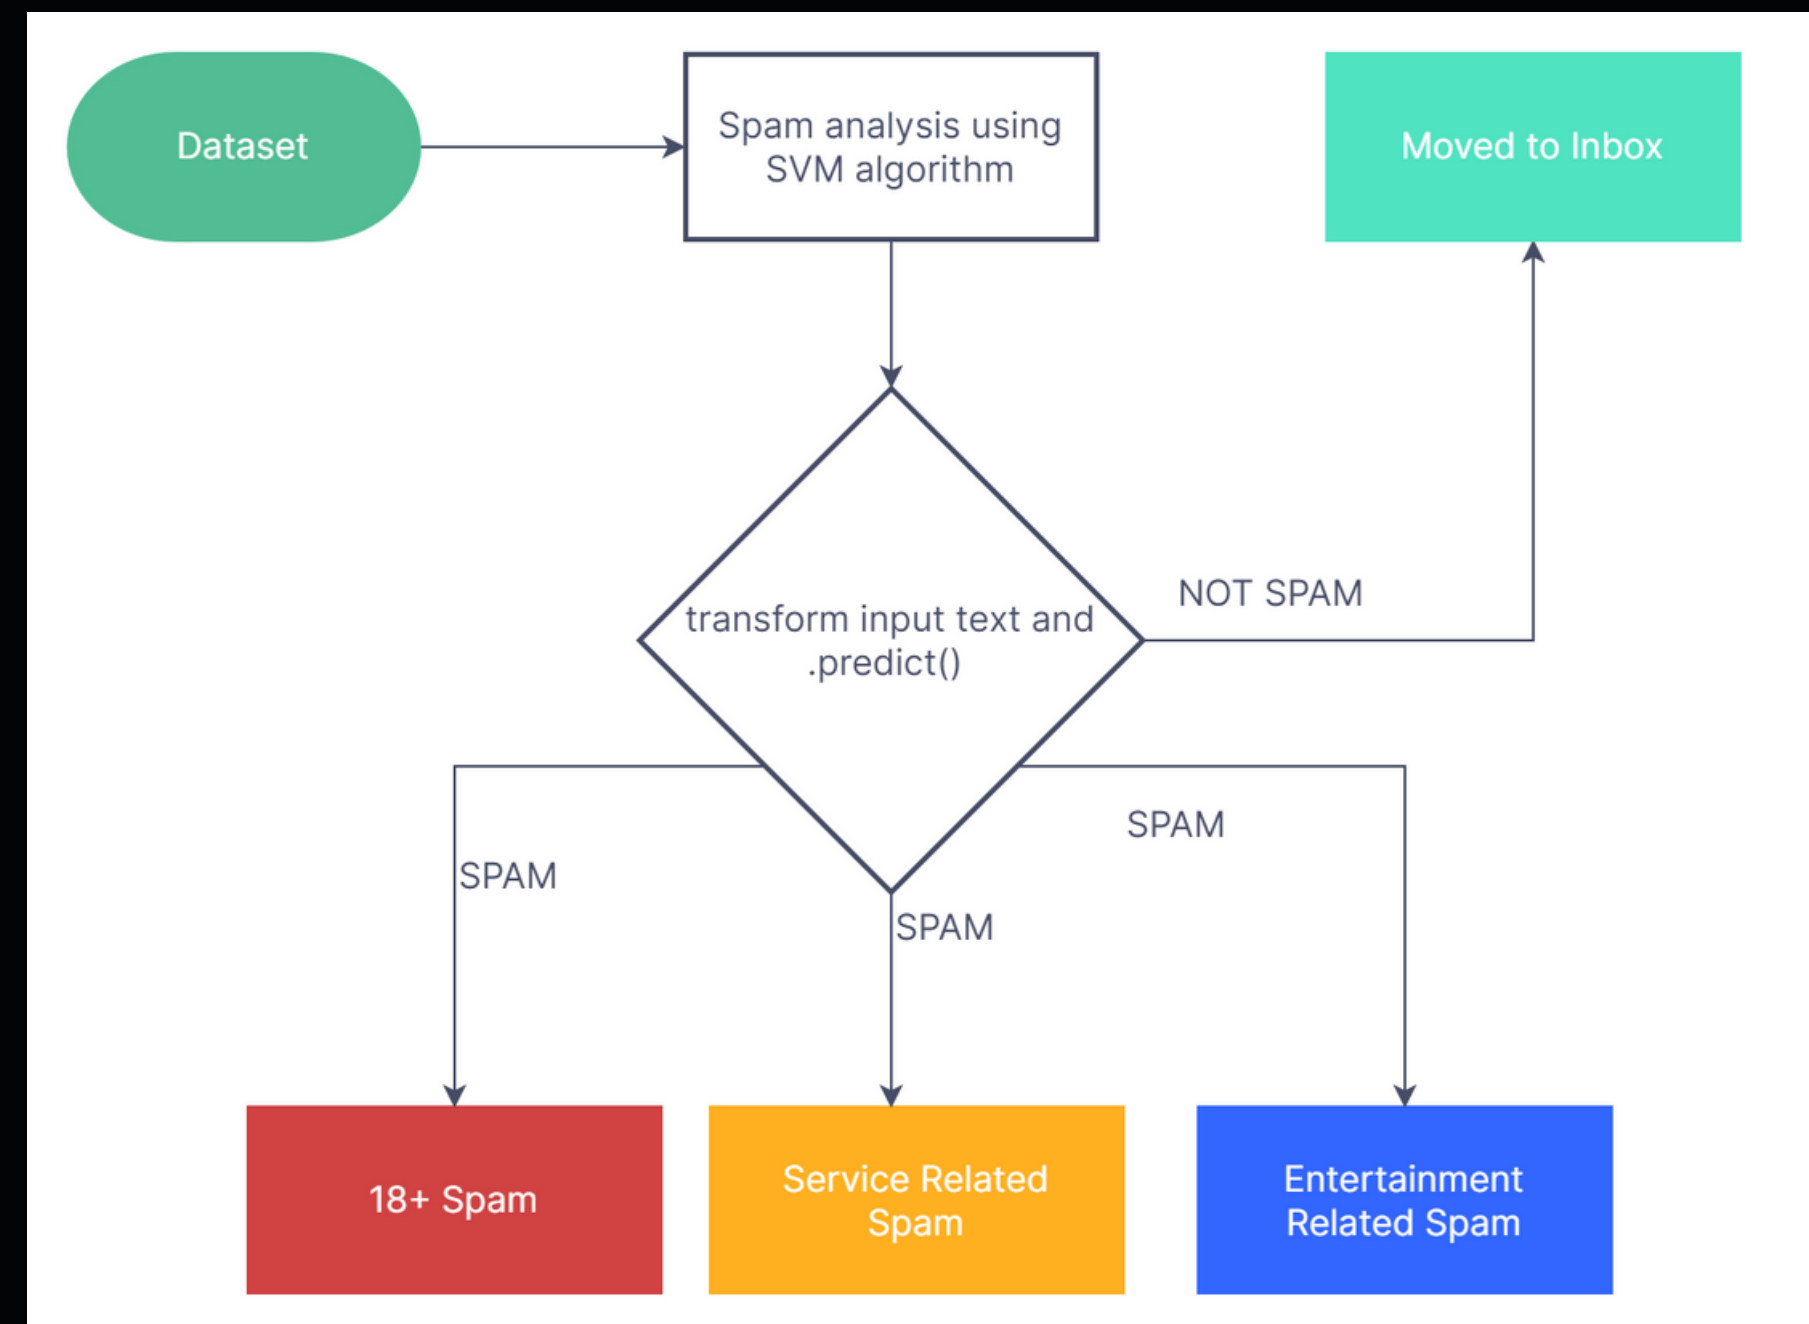 Dataset
Spam analysis using
SVM algorithm
Moved to Inbox
transform input text and
.predict()
NOT SPAM
SPAM
SPAM
SPAM
18+ Spam
Service Related
Spam
Entertainment
Related Spam